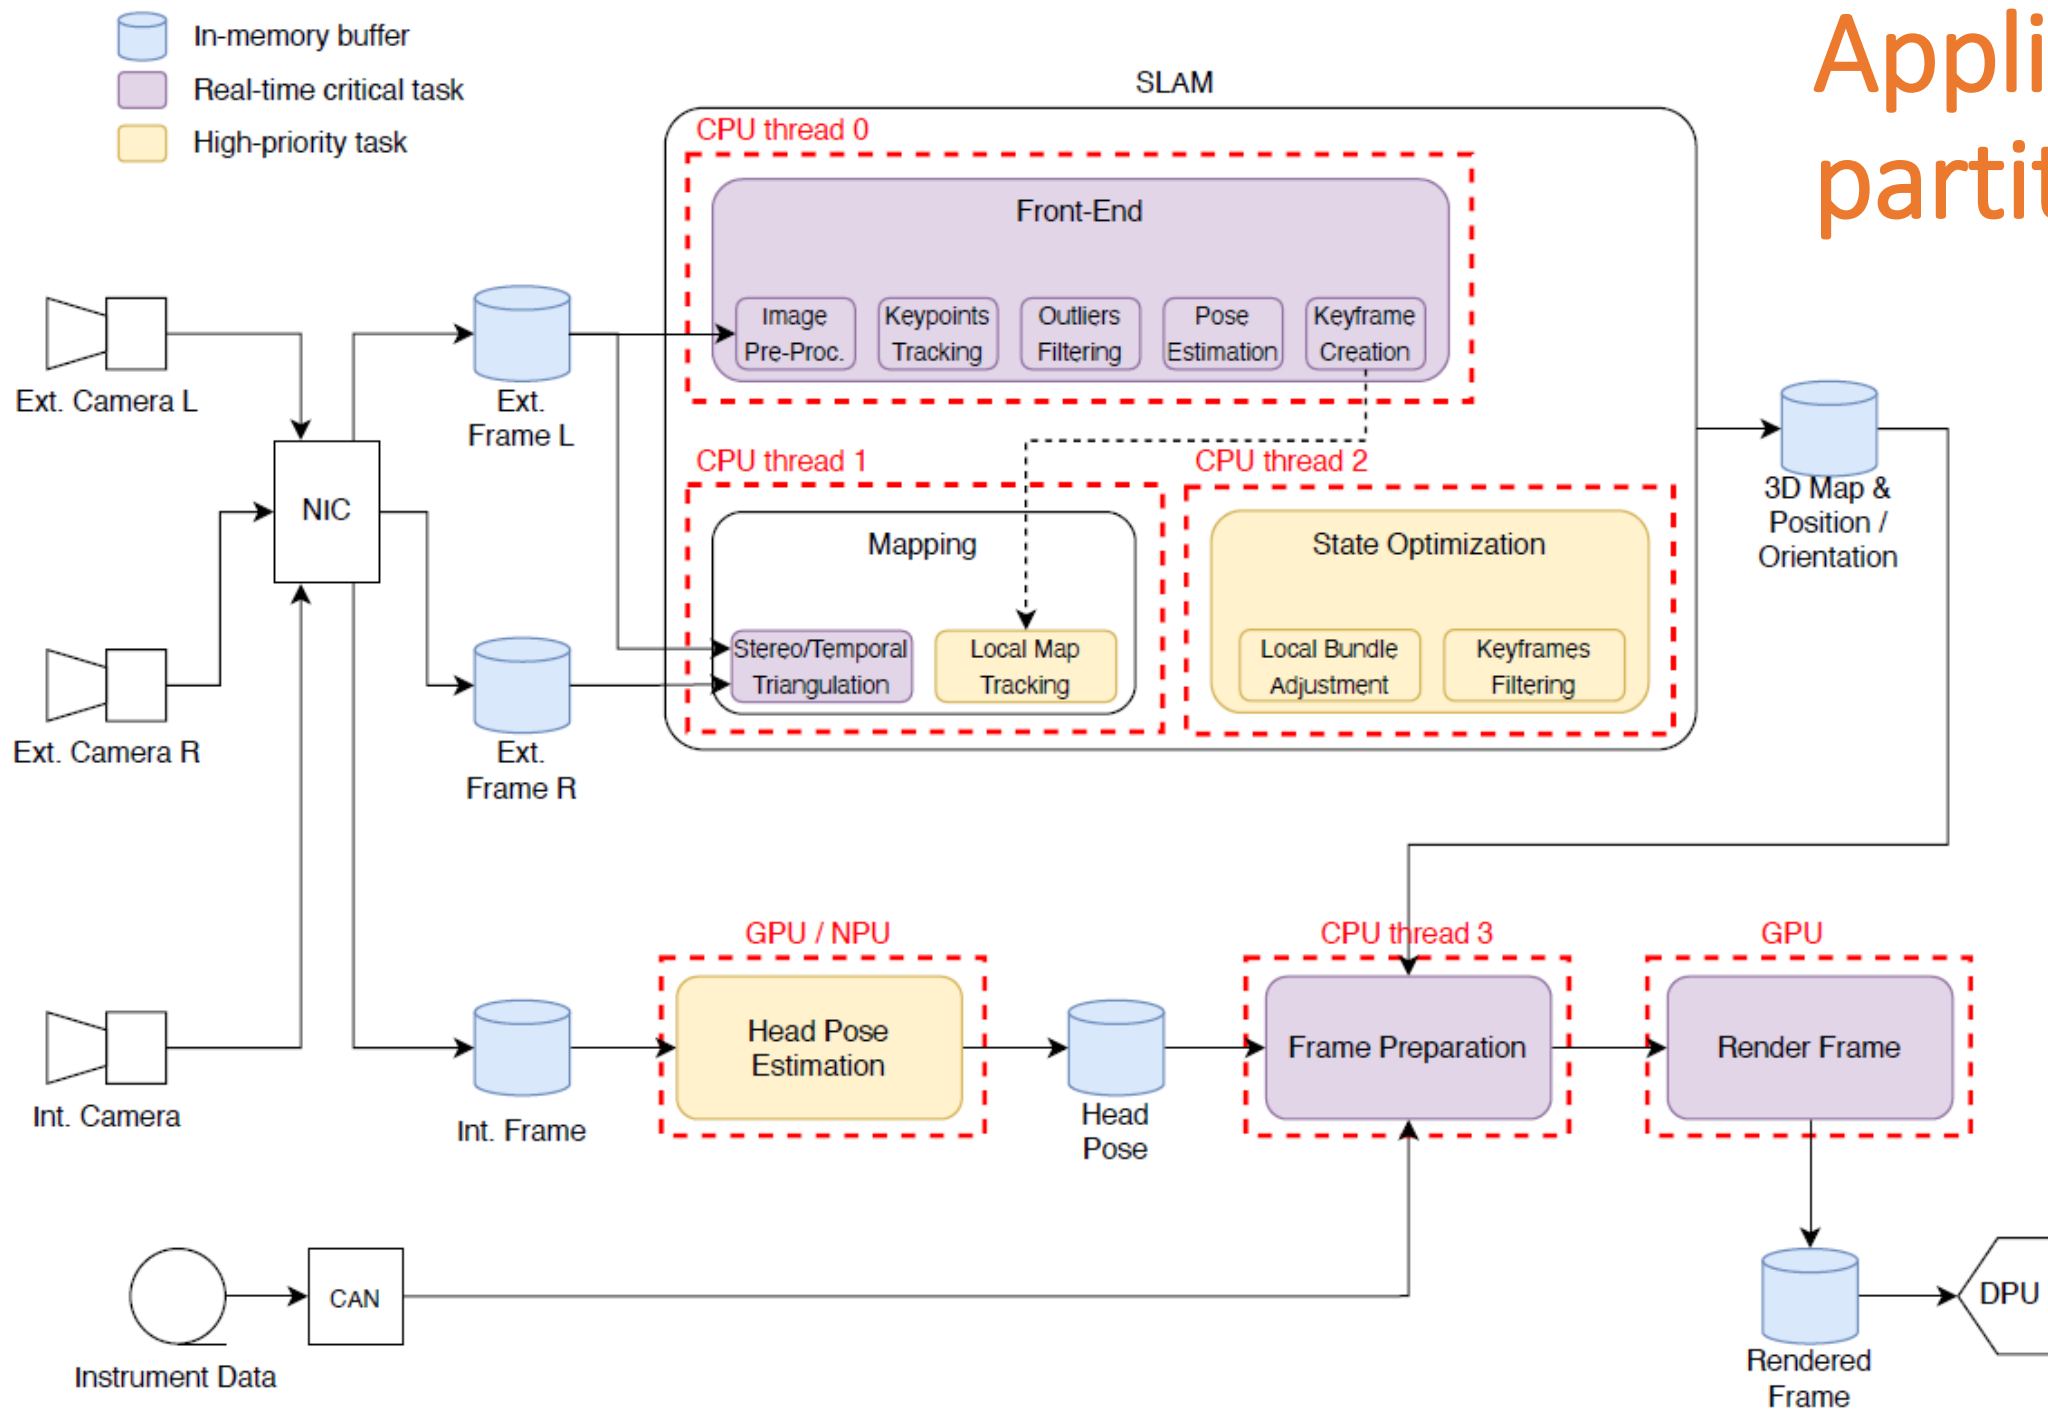 In-memory buffer
Real-time critical task
High-priority task
Appli
partit
SLAM
CPU thread 0
Front-End
Image
Pre-Proc.
Keypoints
Tracking
Outliers
Filtering
Pose
Estimation
Keyframe
Creation
Ext. Camera L
Ext.
Frame L
NIC
CPU thread 1
Mapping
Stereo/Temporal
Triangulation
Local Map
Tracking
CPU thread 2
State Optimization
Local Bundle
Adjustment
Keyframes
Filtering
3D Map &
Position /
Orientation
Ext. Camera R
Ext.
Frame R
GPU / NPU
Head Pose
Estimation
CPU thread 3
Frame Preparation
GPU
Render Frame
Int. Camera
Int. Frame
Head
Pose
Instrument Data
CAN
Rendered
Frame
DPU